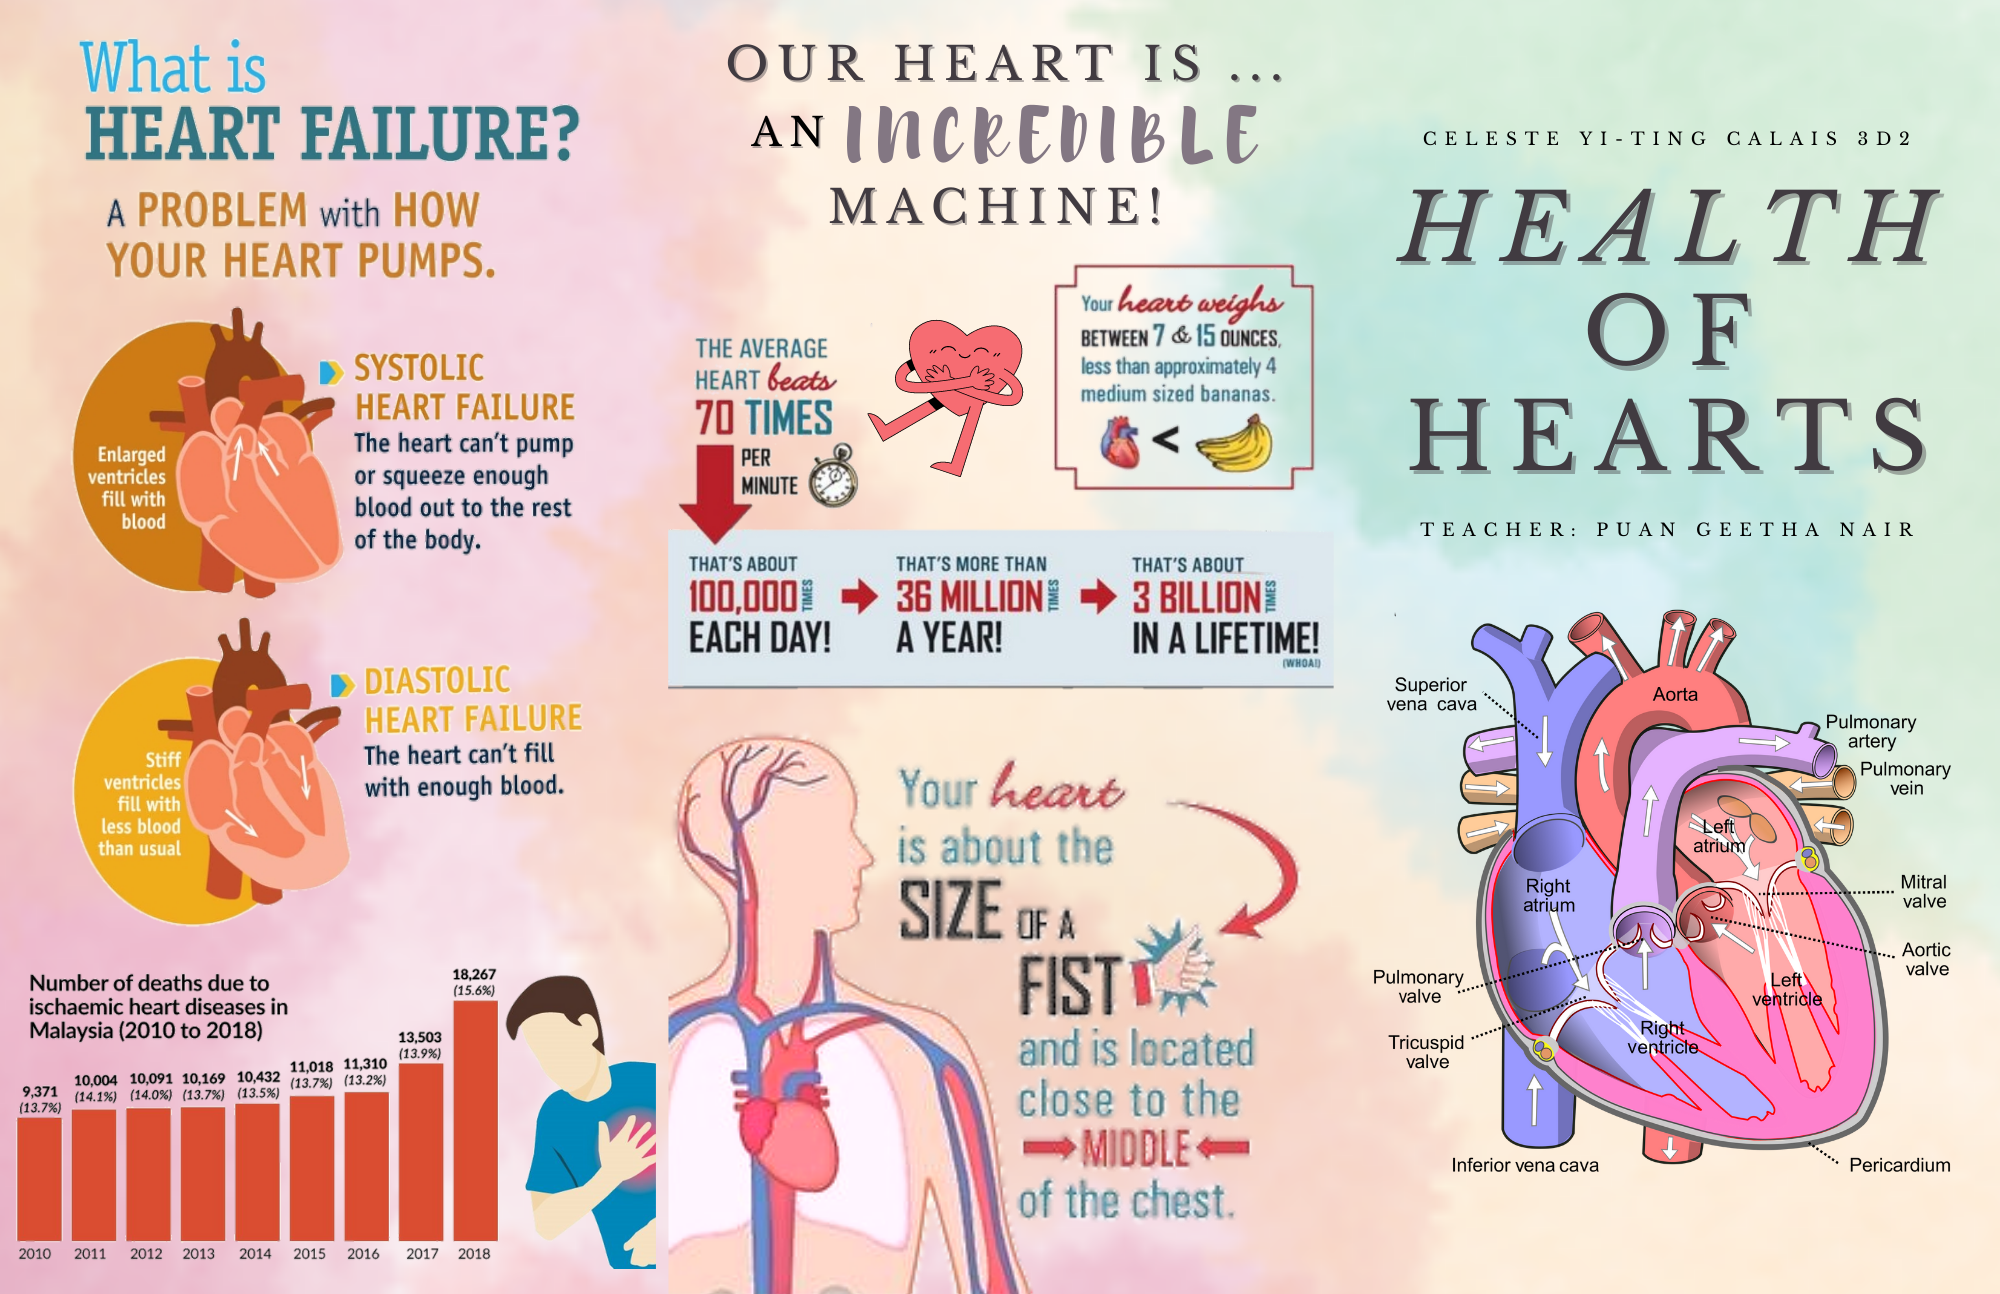 What is
HEART FAILURE?
A PROBLEM with HOW
YOUR HEART PUMPS.
Enlarged
ventricles
fill with
blood
SYSTOLIC
HEART FAILURE
The heart can't pump
or squeeze enough
blood out to the rest
of the body.
Stiff
ventricles
fill with
less blood
than usual
DIASTOLIC
HEART FAILURE
The heart can't fill
with enough blood.
Number of deaths due to
ischaemic heart diseases in
Malaysia (2010 to 2018)
9,371
(13.7%)
10,004
(14.1%)
10,091
(14.0%)
10,169
(13.7%)
10,432
(13.5%)
11,018
(13.7%)
11,310
(13.2%)
13,503
(13.9%)
18,267
(15.6%)
2010 2011 2012 2013 2014 2015 2016 2017 2018
OUR HEART IS ...
AN INCREDIBLE
MACHINE!
THE AVERAGE
HEART beats
70 TIMES
PER
MINUTE
Your heart weighs
BETWEEN 7 & 15 OUNCES,
less than approximately 4
medium sized bananas.
<
THAT'S ABOUT
100,000 TIMES
EACH DAY!
THAT'S MORE THAN
36 MILLION TIMES
A YEAR!
THAT'S ABOUT
3 BILLION TIMES
IN A LIFETIME!
(WHOA!)
Your heart
is about the
SIZE OF A
FIST
and is located
close to the
MIDDLE
of the chest.
CELESTE YI-TING CALAIS 3D2
HEALTH
OF
HEARTS
TEACHER: PUAN GEETHA NAIR
Superior
vena cava
Aorta
Pulmonary
artery
Pulmonary
vein
Left
atrium
Right
atrium
Mitral
valve
Aortic
valve
Pulmonary
valve
Left
ventricle
Tricuspid
valve
Right
ventricle
Inferior vena cava
Pericardium